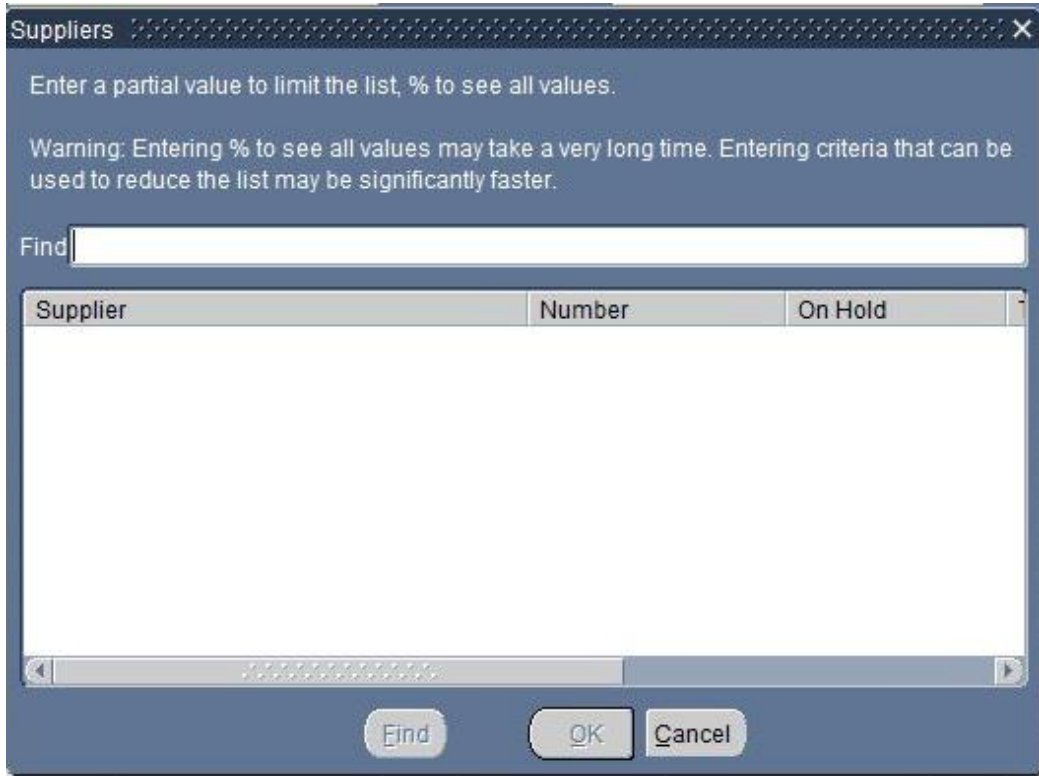 Suppliers
Enter a partial value to limit the list, % to see all values.
Warning: Entering % to see all values may take a very long time. Entering criteria that can be
used to reduce the list may be significantly faster.
Find
Supplier Number On Hold
Find OK Cancel